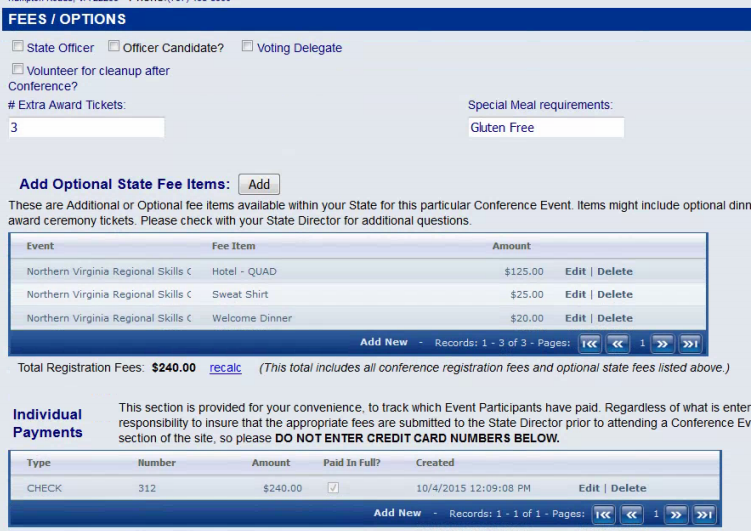 FEES / OPTIONS
State Officer Officer Candidate? Voting Delegate
Volunteer for cleanup after
Conference?
# Extra Award Tickets: Special Meal requirements:
3 Gluten Free
Add Optional State Fee Items: Add
These are Additional or Optional fee items available within your State for this particular Conference Event. Items might include optional dinn
award ceremony tickets. Please check with your State Director for additional questions.
Event Fee Item Amount
Northern Virginia Regional Skills C Hotel - QUAD $125.00 Edit | Delete
Northern Virginia Regional Skills C Sweat Shirt $25.00 Edit | Delete
Northern Virginia Regional Skills C Welcome Dinner $20.00 Edit | Delete
Add New - Records: 1 - 3 of 3 - Pages: 1
Total Registration Fees: $240.00 recalc (This total includes all conference registration fees and optional state fees listed above.)
Individual Payments
This section is provided for your convenience, to track which Event Participants have paid. Regardless of what is enter
responsibility to insure that the appropriate fees are submitted to the State Director prior to attending a Conference Ev
section of the site, so please DO NOT ENTER CREDIT CARD NUMBERS BELOW.
Type Number Amount Paid In Full? Created
CHECK 312 $240.00 10/4/2015 12:09:08 PM Edit | Delete
Add New - Records: 1 - 1 of 1 - Pages: 1